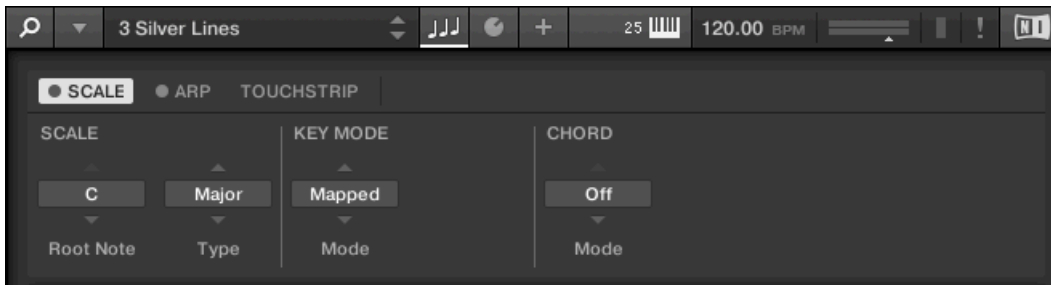 3 Silver Lines 25 120.00 BPM ! NI
SCALE ARP TOUCHSTRIP
SCALE KEY MODE CHORD
C Major Mapped Off
Root Note Type Mode Mode